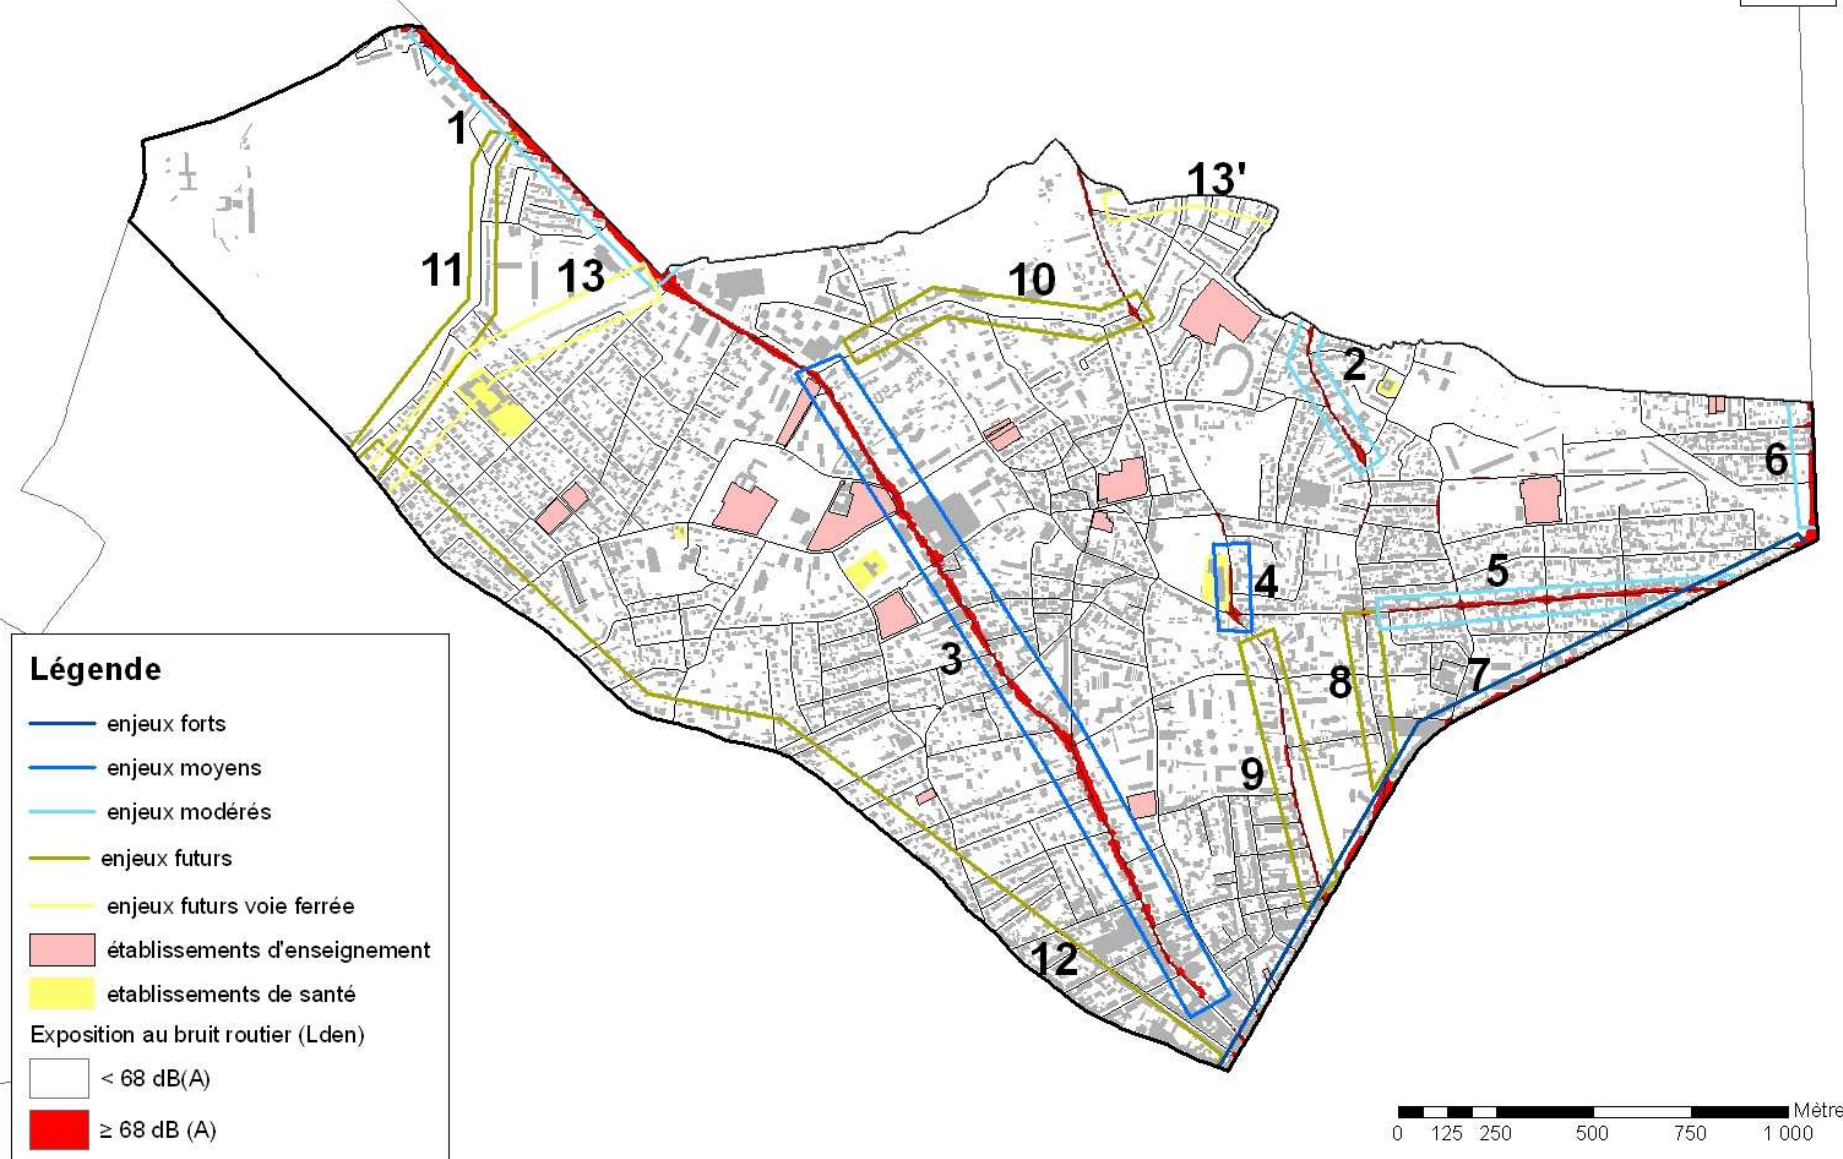 1
13'
11
13
10
2
6
5
4
3
7
8
9
12
Légende
enjeux forts
enjeux moyens
enjeux modérés
enjeux futurs
enjeux futurs voie ferrée
établissements d'enseignement
etablissements de santé
Exposition au bruit routier (Lden)
< 68 dB(A)
≥ 68 dB (A)
Mètre
0 125 250 500 750 1 000